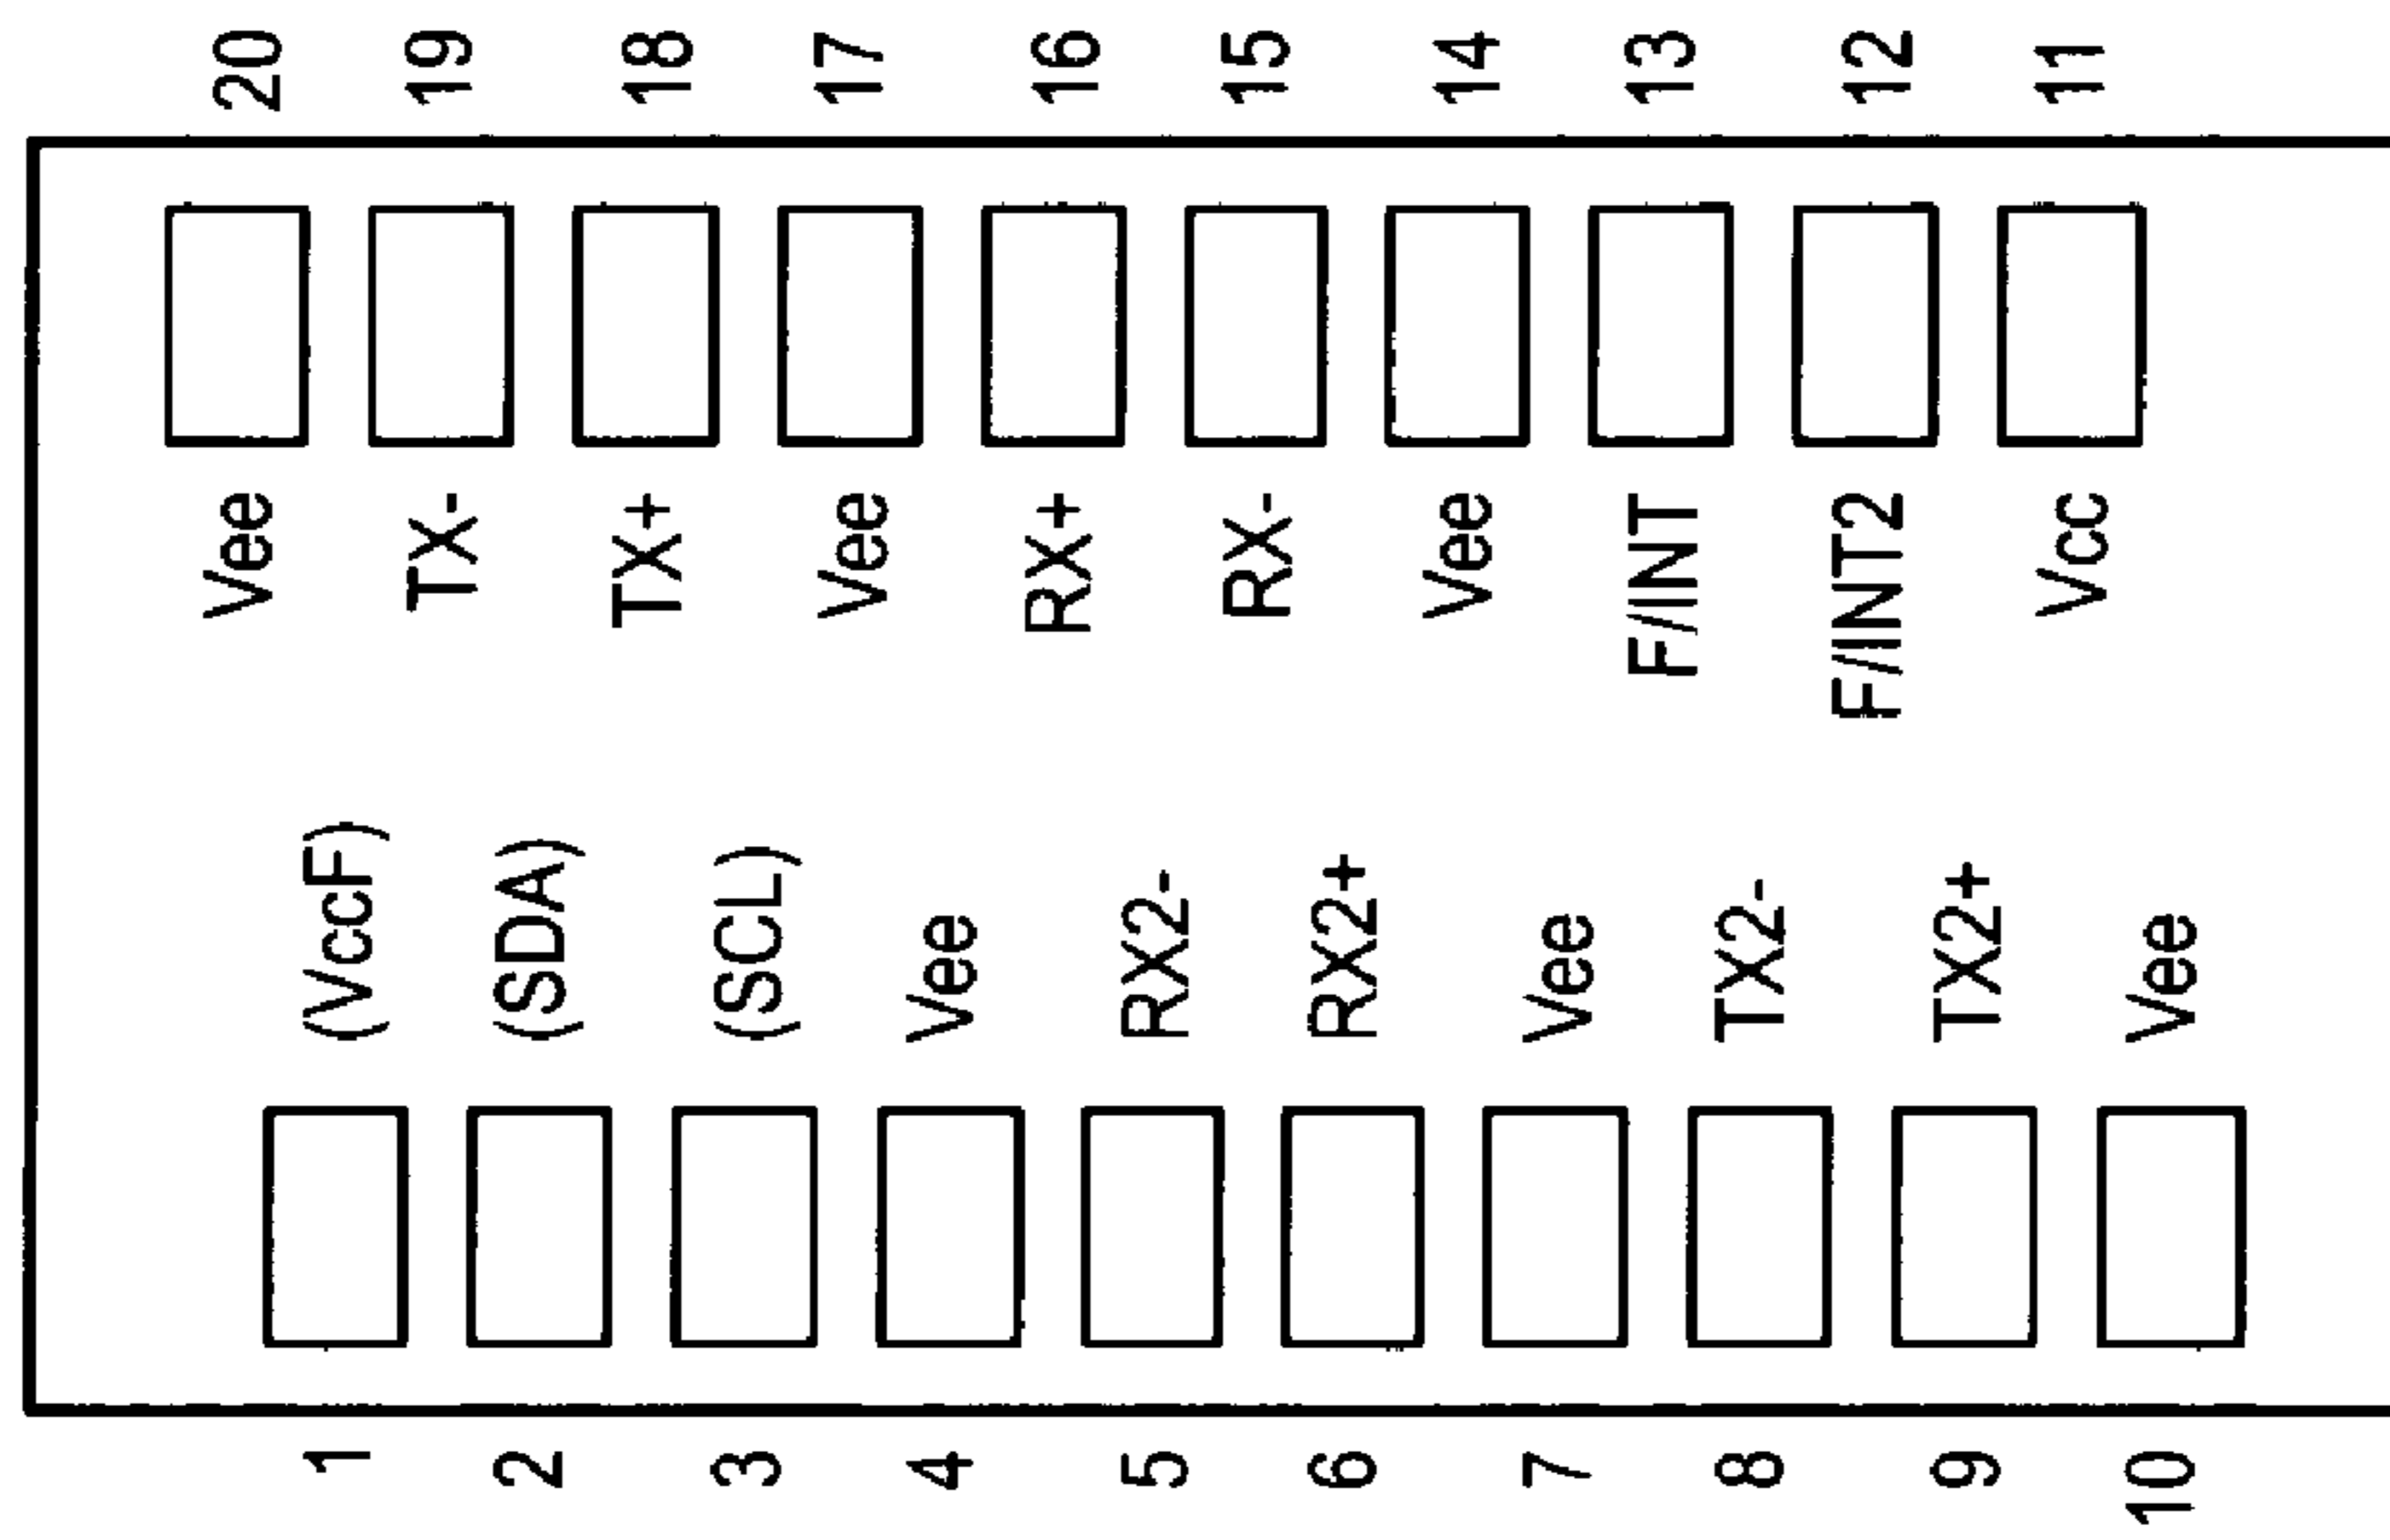 20 19 18 17 16 15 14 13 12 11
Vee TX- TX+ Vee RX+ RX- Vee F/INT F/INT2 Vcc
(VccF) (SDA) (SCL) Vee RX2- RX2+ Vee TX2- TX2+ Vee
1 2 3 4 5 6 7 8 9 10